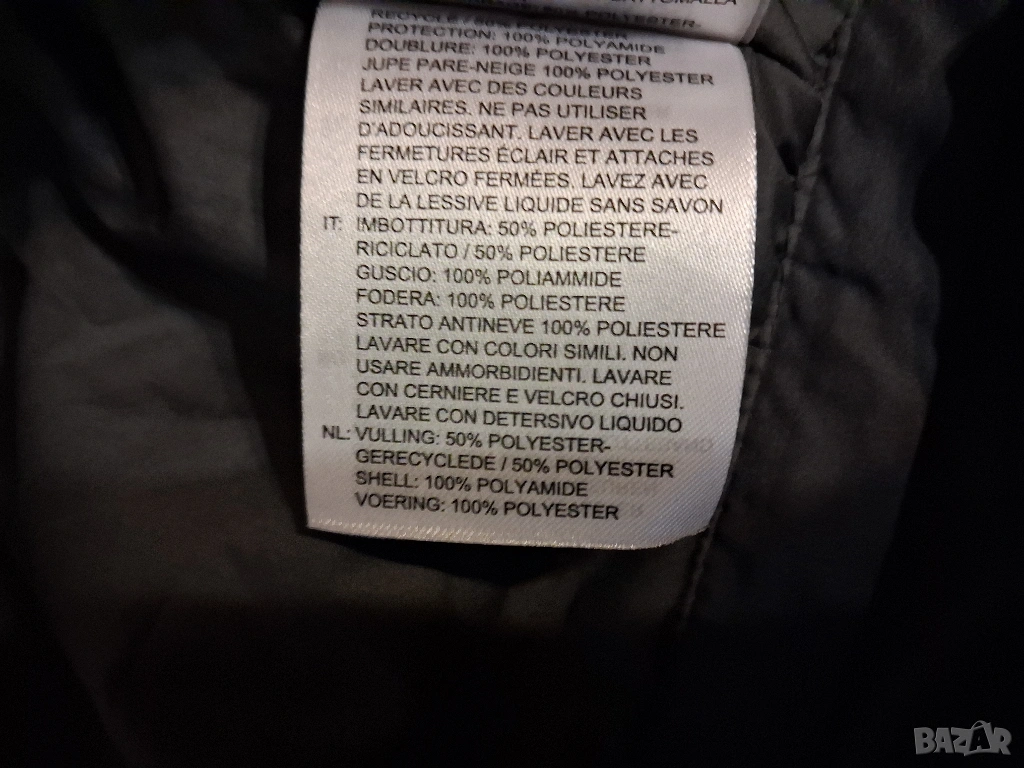 POLYESTER-
RECYCLÉ / 50% POLYESTER
PROTECTION: 100% POLYAMIDE
DOUBLURE: 100% POLYESTER
JUPE PARE-NEIGE 100% POLYESTER
LAVER AVEC DES COULEURS
SIMILAIRES. NE PAS UTILISER
D'ADOUCISSANT. LAVER AVEC LES
FERMETURES ÉCLAIR ET ATTACHES
EN VELCRO FERMÉES. LAVEZ AVEC
DE LA LESSIVE LIQUIDE SANS SAVON
IT: IMBOTTITURA: 50% POLIESTERE-
RICICLATO / 50% POLIESTERE
GUSCIO: 100% POLIAMMIDE
FODERA: 100% POLIESTERE
STRATO ANTINEVE 100% POLIESTERE
LAVARE CON COLORI SIMILI. NON
USARE AMMORBIDIENTI. LAVARE
CON CERNIERE E VELCRO CHIUSI.
LAVARE CON DETERSIVO LIQUIDO
NL: VULLING: 50% POLYESTER-
GERECYCLEDE / 50% POLYESTER
SHELL: 100% POLYAMIDE
VOERING: 100% POLYESTER
BAZAR